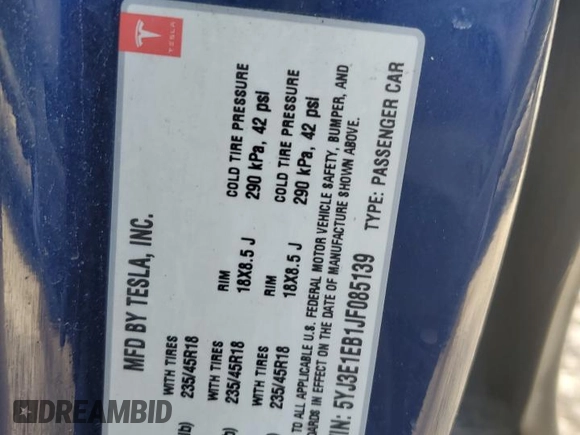 TESLA
MFD BY TESLA, INC.
WITH TIRES
235/45R18
WITH TIRES RIM COLD TIRE PRESSURE
235/45R18 18X8.5 J 290 kPa, 42 psi
WITH TIRES RIM COLD TIRE PRESSURE
235/45R18 18X8.5 J 290 kPa, 42 psi
TO ALL APPLICABLE U.S. FEDERAL MOTOR VEHICLE SAFETY, BUMPER, AND
IN EFFECT ON THE DATE OF MANUFACTURE SHOWN ABOVE.
VIN: 5YJ3E1EB1JF085139 TYPE: PASSENGER CAR
DREAMBID